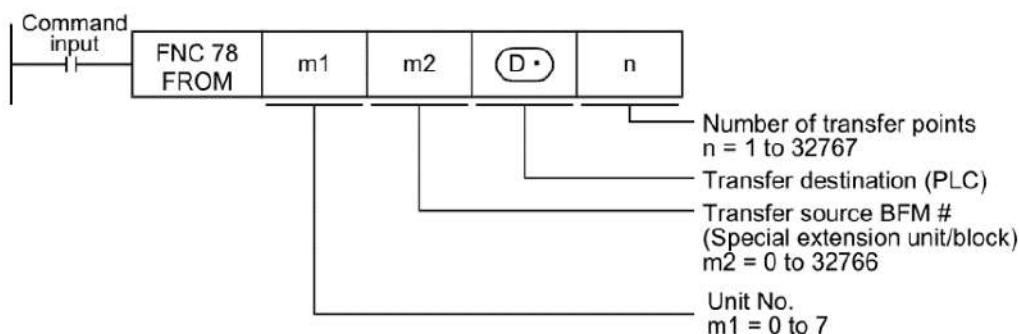 Command
input
FNC 78
FROM
m1
m2
D •
n
Number of transfer points
n = 1 to 32767
Transfer destination (PLC)
Transfer source BFM #
(Special extension unit/block)
m2 = 0 to 32766
Unit No.
m1 = 0 to 7